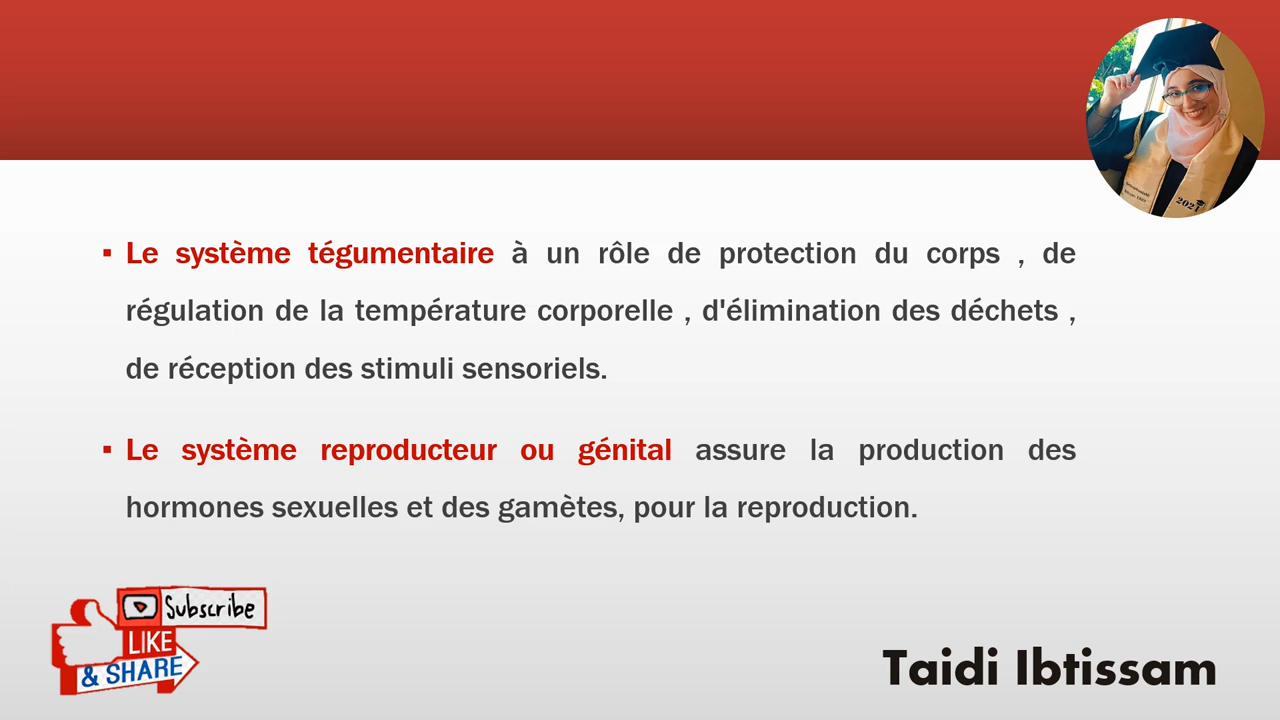 2021
▪ Le système tégumentaire à un rôle de protection du corps , de
régulation de la température corporelle , d'élimination des déchets ,
de réception des stimuli sensoriels.
▪ Le système reproducteur ou génital assure la production des
hormones sexuelles et des gamètes, pour la reproduction.
Subscribe
LIKE
& SHARE
Taidi Ibtissam